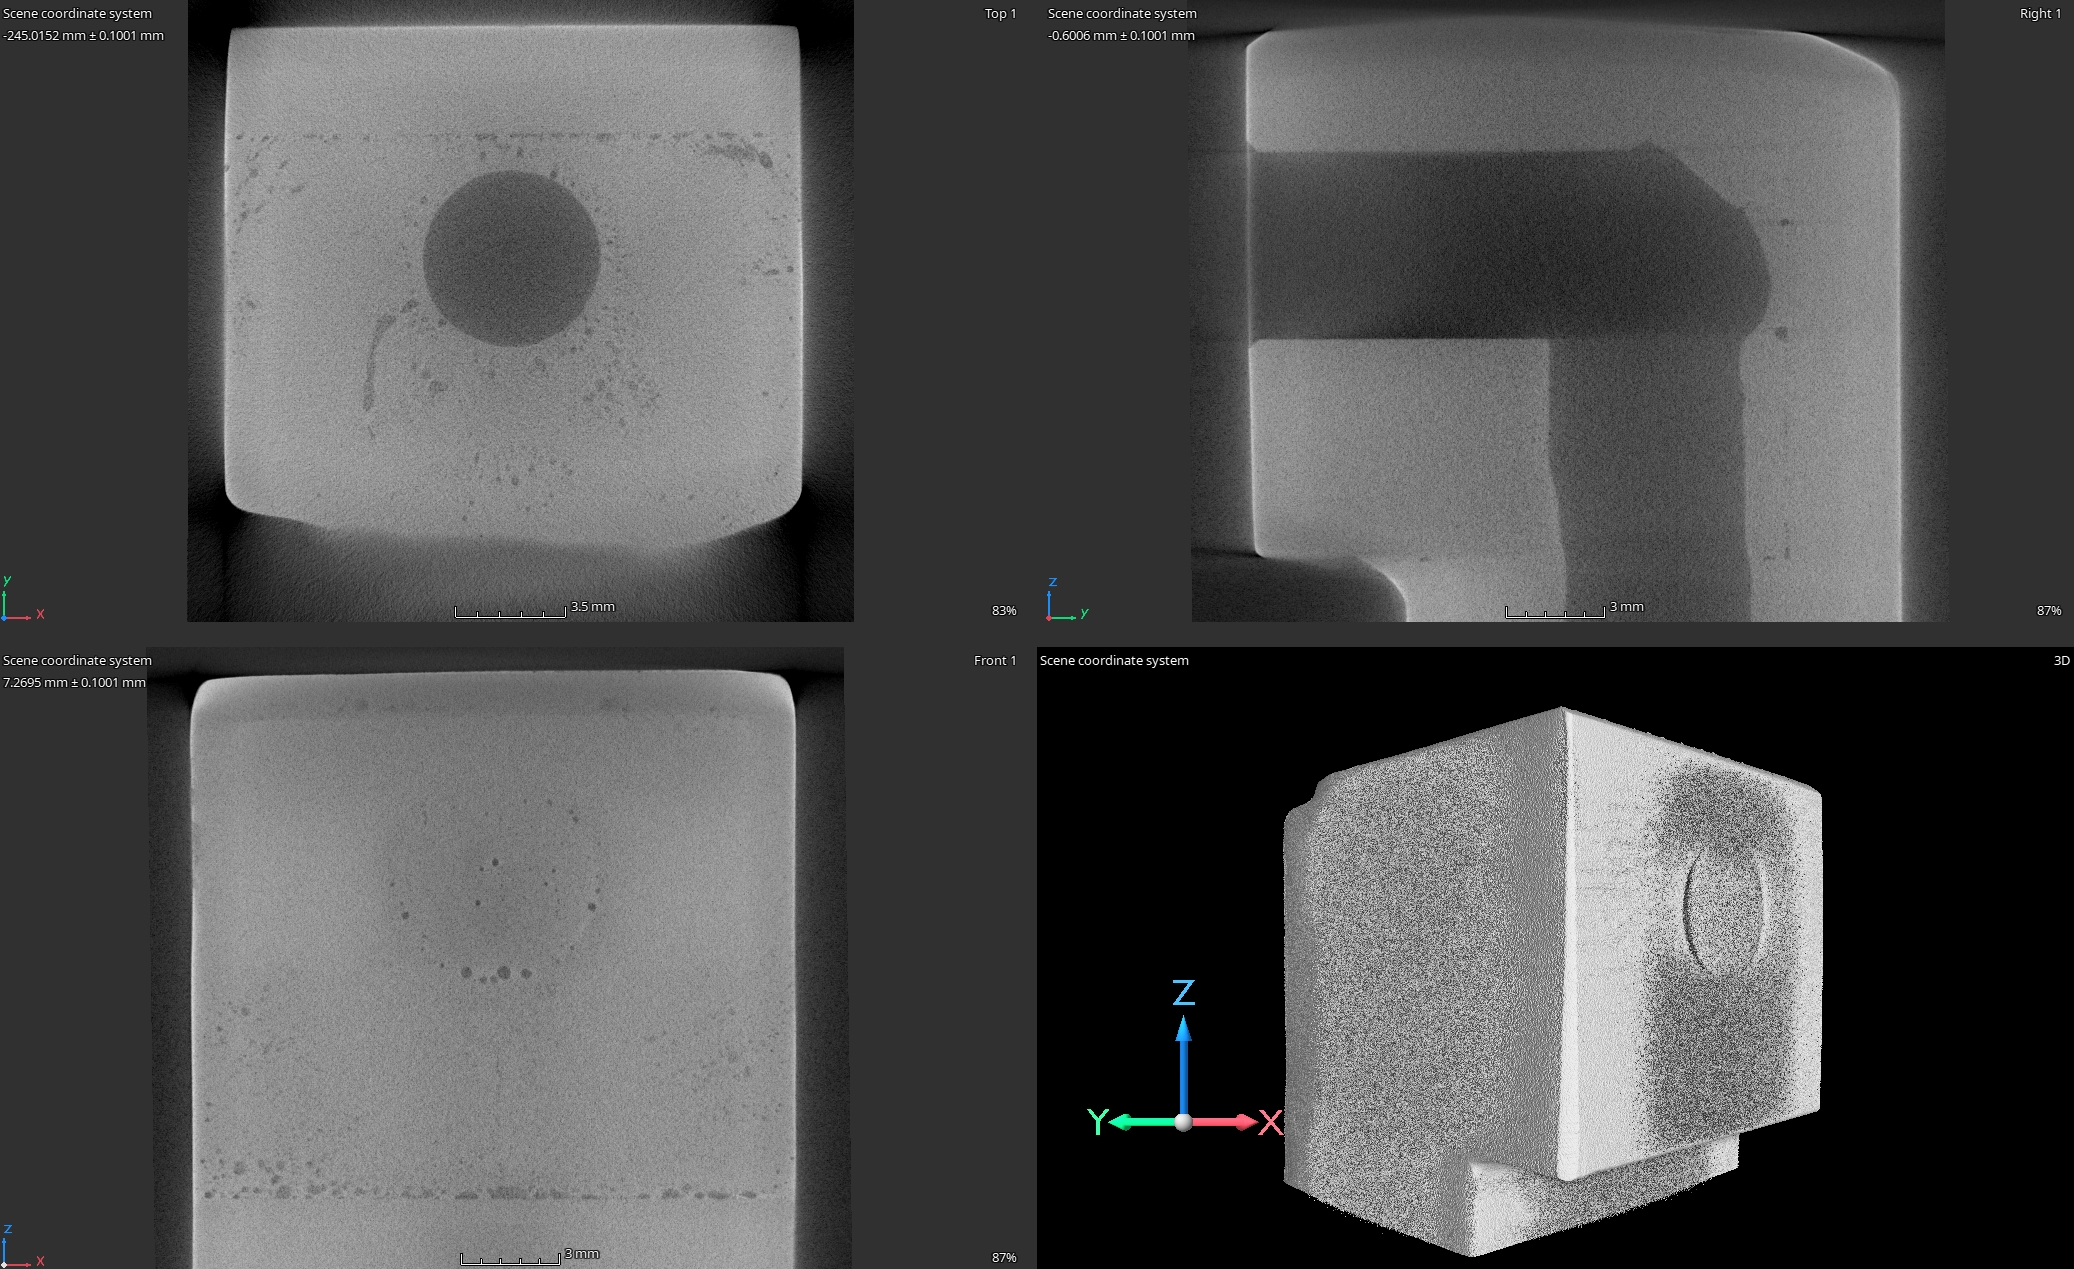 Scene coordinate system
Top 1
-245.0152 mm ± 0.1001 mm
y
x
3.5 mm
83%
Scene coordinate system
Right 1
-0.6006 mm ± 0.1001 mm
z
y
3 mm
87%
Scene coordinate system
Front 1
7.2695 mm ± 0.1001 mm
z
x
3 mm
87%
Scene coordinate system
3D
Z
Y
X